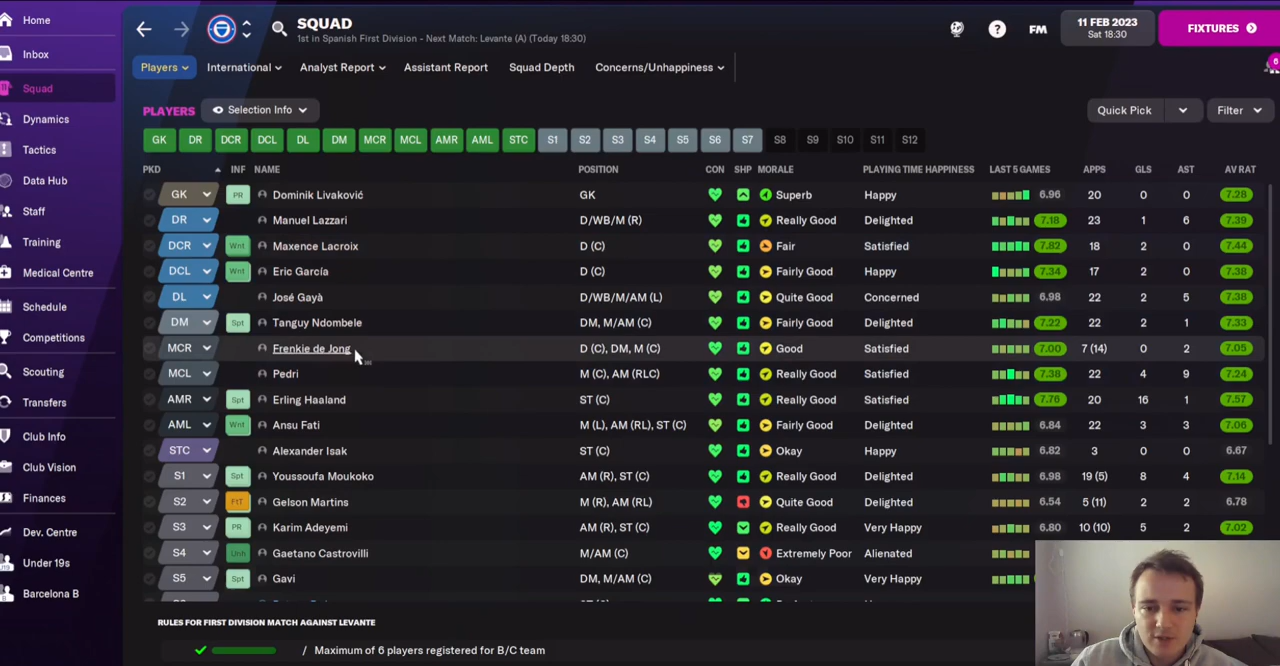 Home
Inbox
Squad
Dynamics
Tactics
Data Hub
Staff
Training
Medical Centre
Schedule
Competitions
Scouting
Transfers
Club Info
Club Vision
Finances
Dev. Centre
Under 19s
Barcelona B
SQUAD
1st in Spanish First Division - Next Match: Levante (A) (Today 18:30)
? FM 11 FEB 2023
Sat 18:30
FIXTURES
6
Players International Analyst Report Assistant Report Squad Depth Concerns/Unhappiness
PLAYERS Selection Info Quick Pick Filter
GK DR DCR DCL DL DM MCR MCL AMR AML STC S1 S2 S3 S4 S5 S6 S7 S8 S9 S10 S11 S12
PKD INF NAME POSITION CON SHP MORALE PLAYING TIME HAPPINESS LAST 5 GAMES APPS GLS AST AV RAT
GK PR Dominik Livaković GK Superb Happy 6.96 20 0 0 7.28
DR Manuel Lazzari D/WB/M (R) Really Good Delighted 7.18 23 1 6 7.39
DCR Wnt Maxence Lacroix D (C) Fair Satisfied 7.82 18 2 0 7.44
DCL Wnt Eric García D (C) Fairly Good Happy 7.34 17 2 0 7.38
DL José Gayà D/WB/M/AM (L) Quite Good Concerned 6.98 22 2 5 7.38
DM Spt Tanguy Ndombele DM, M/AM (C) Fairly Good Delighted 7.22 22 2 1 7.33
MCR Frenkie de Jong D (C), DM, M (C) Good Satisfied 7.00 7 (14) 0 2 7.05
MCL Pedri M (C), AM (RLC) Really Good Satisfied 7.38 22 4 9 7.24
AMR Spt Erling Haaland ST (C) Really Good Satisfied 7.76 20 16 1 7.57
AML Wnt Ansu Fati M (L), AM (RL), ST (C) Fairly Good Delighted 6.84 22 3 3 7.06
STC Alexander Isak ST (C) Okay Happy 6.82 3 0 0 6.67
S1 Spt Youssoufa Moukoko AM (R), ST (C) Really Good Delighted 6.98 19 (5) 8 4 7.14
S2 FtT Gelson Martins M (R), AM (RL) Quite Good Delighted 6.54 5 (11) 2 2 6.78
S3 PR Karim Adeyemi AM (R), ST (C) Really Good Very Happy 6.80 10 (10) 5 2 7.02
S4 Unh Gaetano Castrovilli M/AM (C) Extremely Poor Alienated
S5 Spt Gavi DM, M/AM (C) Okay Very Happy
RULES FOR FIRST DIVISION MATCH AGAINST LEVANTE
/ Maximum of 6 players registered for B/C team